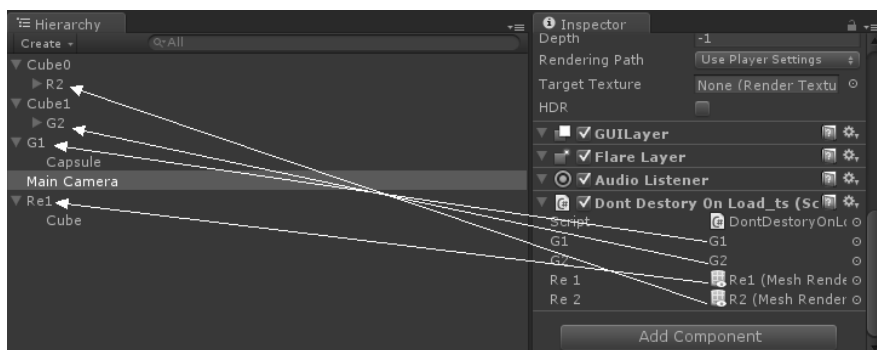 Hierarchy
Create
All
Cube0
R2
Cube1
G2
G1
Capsule
Main Camera
Re1
Cube
Inspector
Depth -1
Rendering Path Use Player Settings
Target Texture None (Render Textu
HDR
GUILayer
Flare Layer
Audio Listener
Dont Destory On Load_ts (Sc
Script DontDestoryOnLo
G1 G1
G2 G2
Re 1 Re1 (Mesh Rende
Re 2 R2 (Mesh Render
Add Component